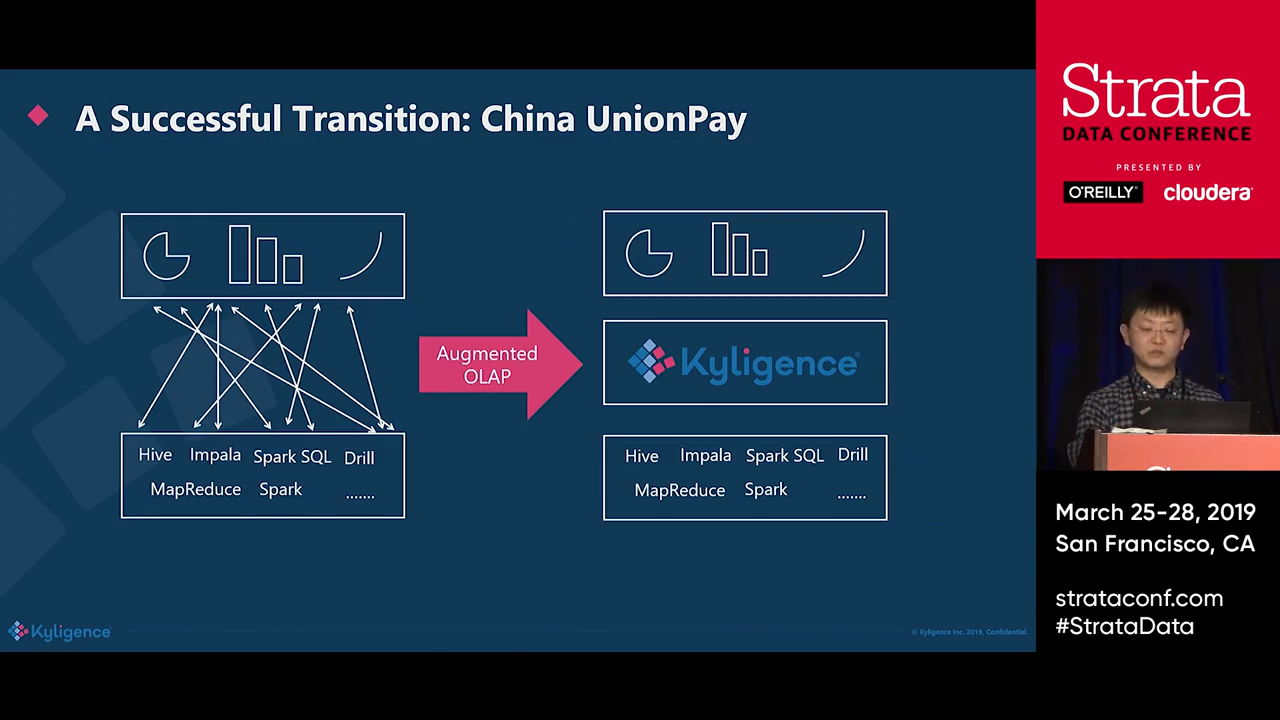 A Successful Transition: China UnionPay
Augmented
OLAP
Hive Impala Spark SQL Drill
MapReduce Spark .......
Kyligence
Hive Impala Spark SQL Drill
MapReduce Spark .......
Kyligence
© Kyligence Inc. 2019, Confidential.
Strata
DATA CONFERENCE
PRESENTED BY
O'REILLY® cloudera
March 25-28, 2019
San Francisco, CA
strataconf.com
#StrataData